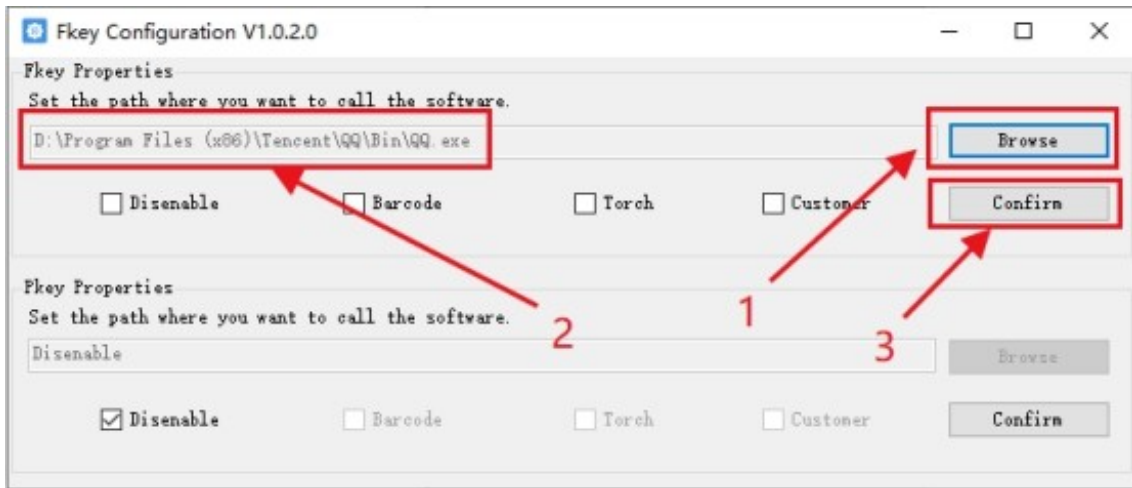 Fkey Configuration V1.0.2.0
Fkey Properties
Set the path where you want to call the software.
D:\Program Files (x86)\Tencent\QQ\Bin\QQ.exe
Browse
Disenable Barcode Torch Customer Confirm
1
2
3
Fkey Properties
Set the path where you want to call the software.
Disenable Browse
Disenable Barcode Torch Customer Confirm